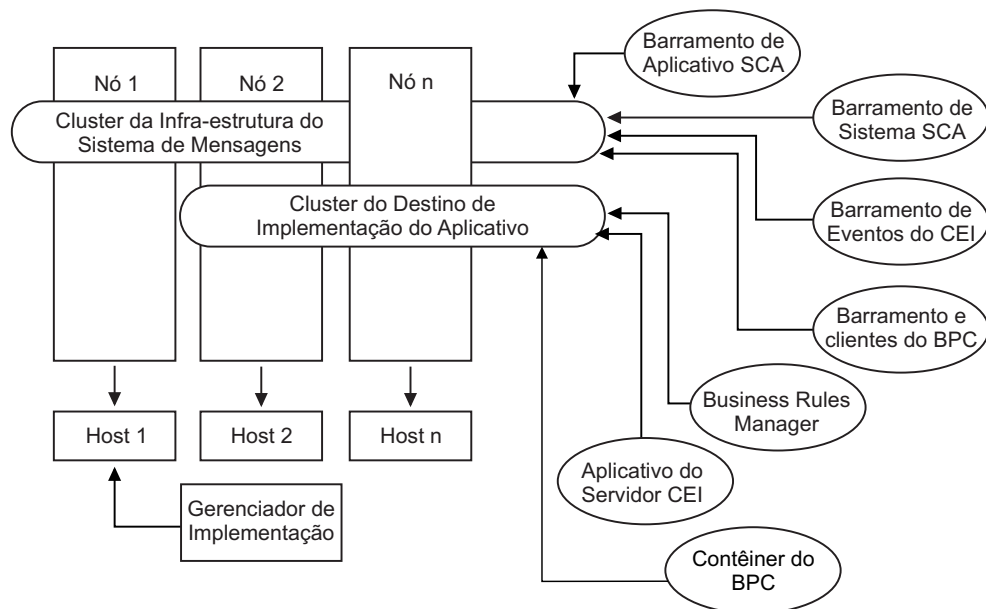 Nó 1
Nó 2
Nó n
Cluster da Infra-estrutura do
Sistema de Mensagens
Cluster do Destino de
Implementação do Aplicativo
Barramento de
Aplicativo SCA
Barramento de
Sistema SCA
Barramento de
Eventos do CEI
Barramento e
clientes do BPC
Business Rules
Manager
Aplicativo do
Servidor CEI
Contêiner do
BPC
Host 1
Host 2
Host n
Gerenciador de
Implementação